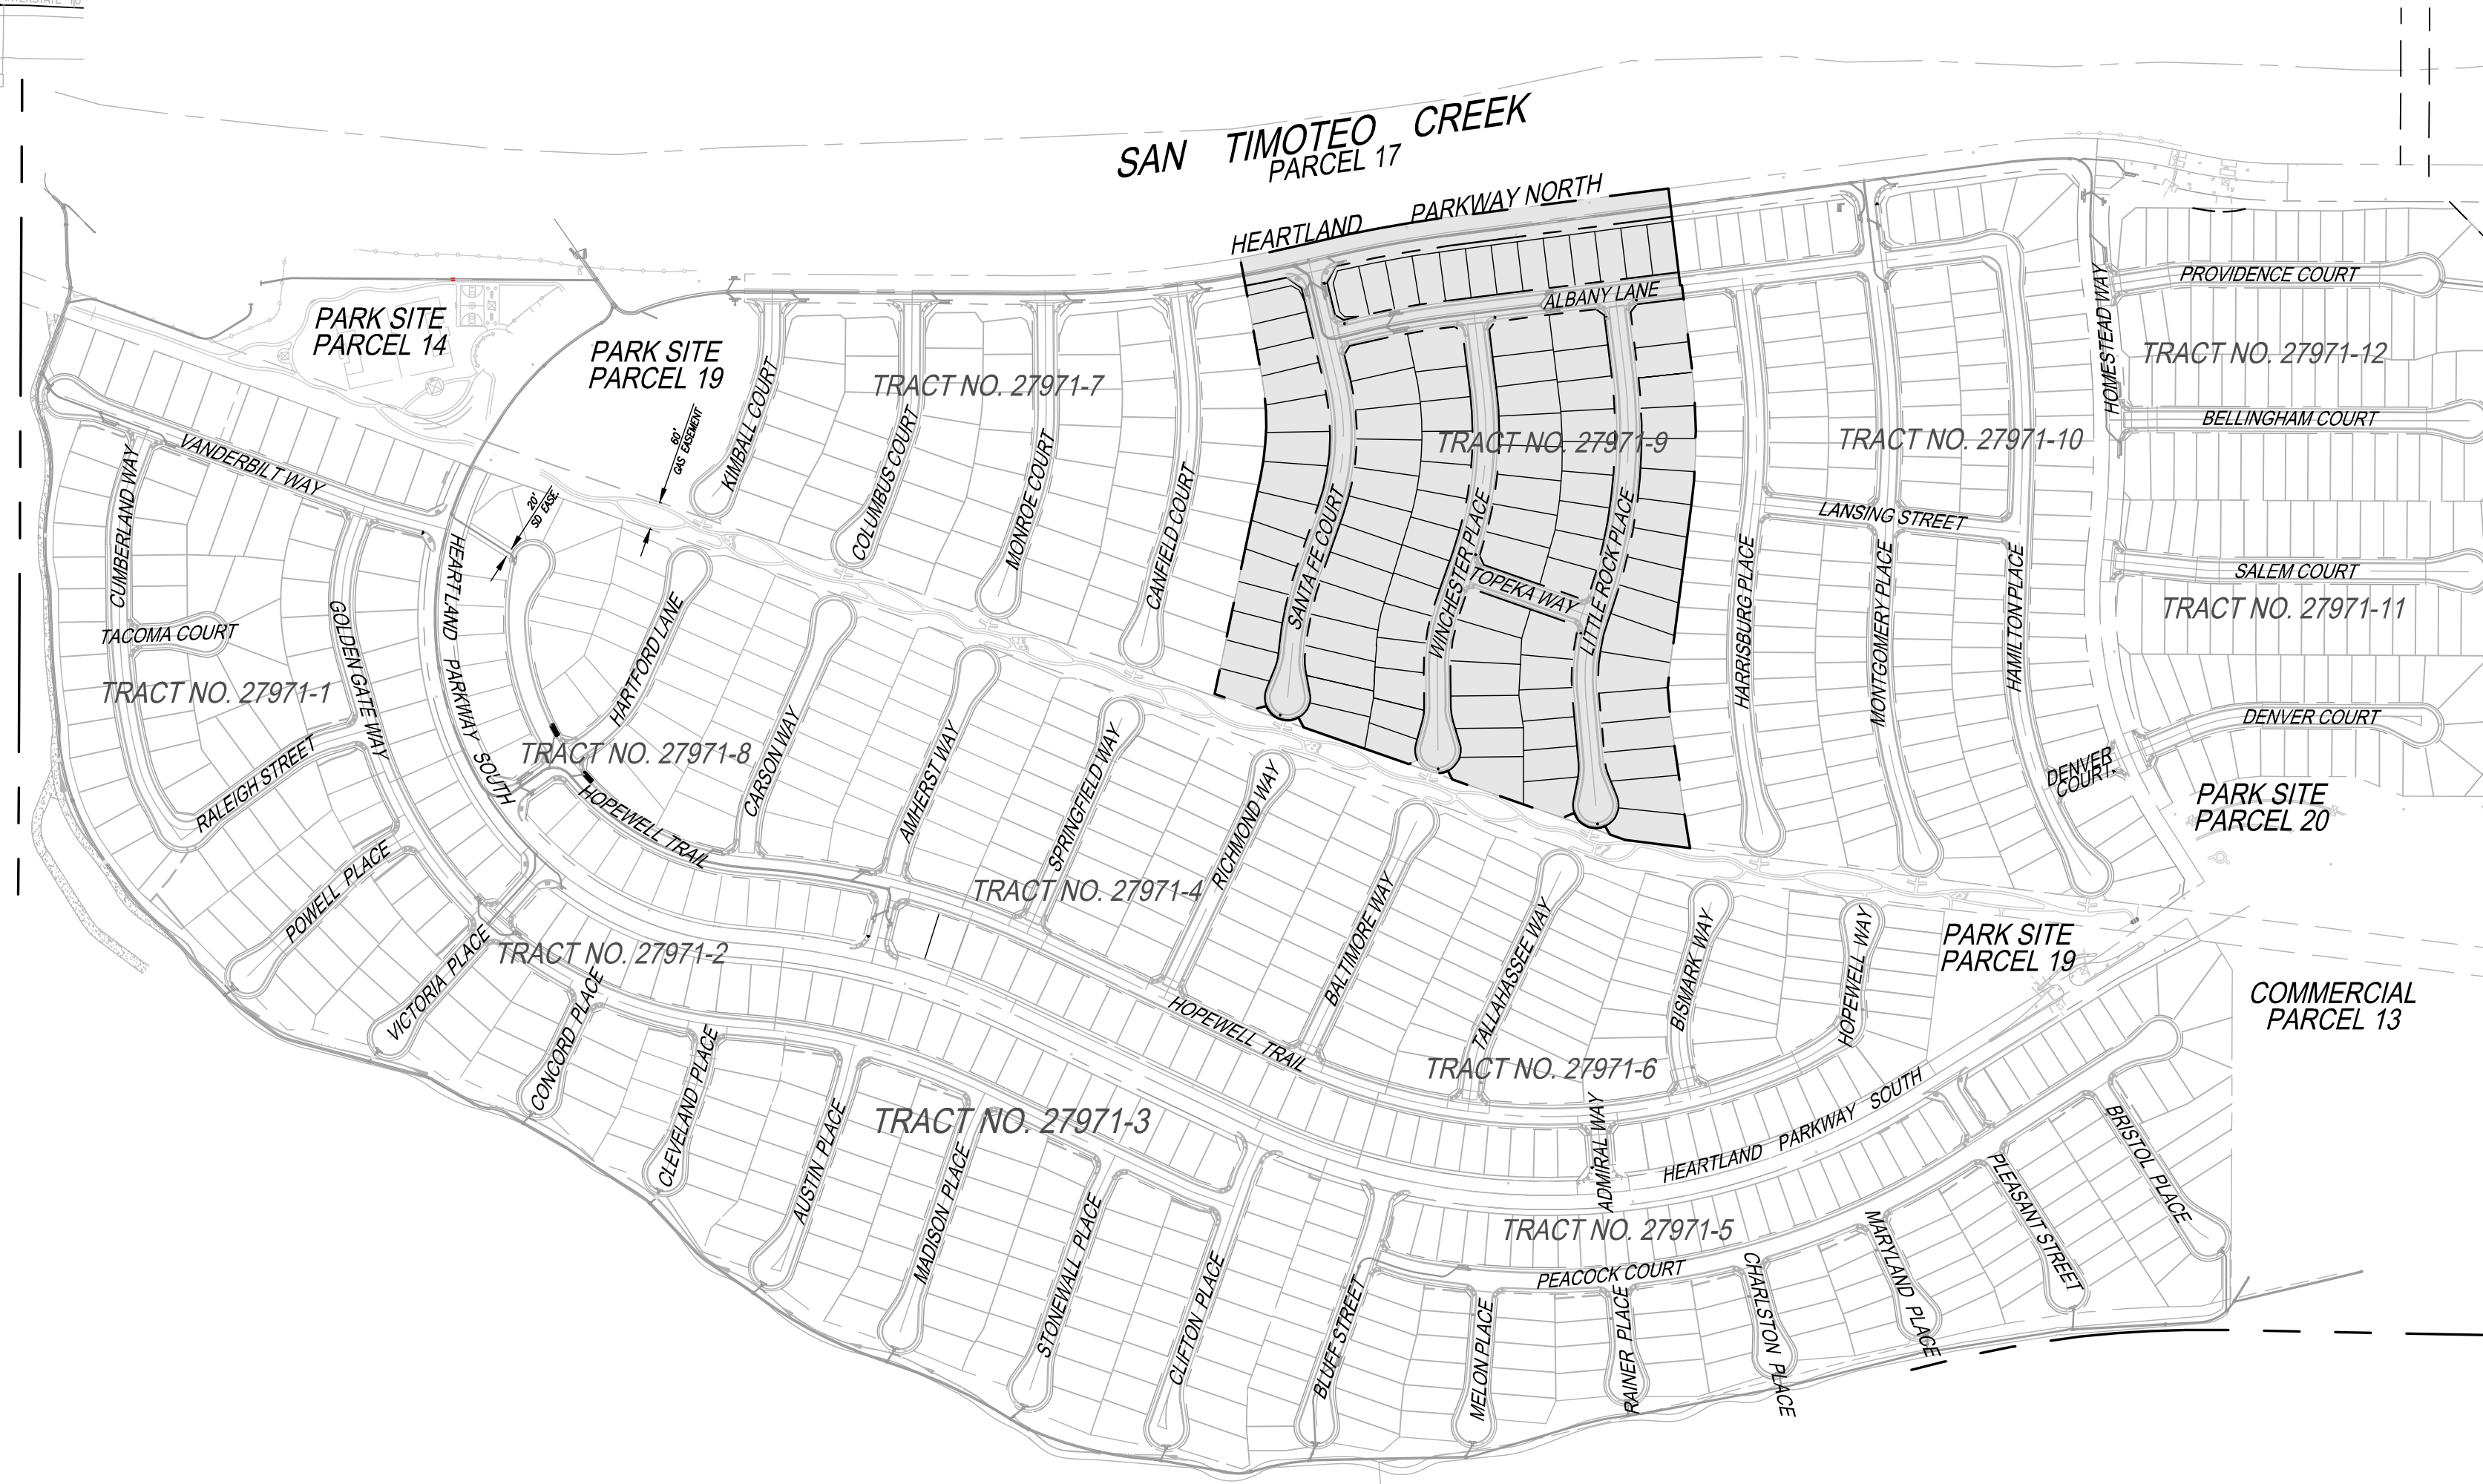 INTERSTATE 10
SAN TIMOTEO CREEK
PARCEL 17
HEARTLAND PARKWAY NORTH
PARK SITE
PARCEL 14
PARK SITE
PARCEL 19
60'
GAS EASEMENT
20'
SD EASE.
KIMBALL COURT
COLUMBUS COURT
MONROE COURT
CANFIELD COURT
TRACT NO. 27971-7
ALBANY LANE
TRACT NO. 27971-9
SANTA FE COURT
WINCHESTER PLACE
TOPEKA WAY
LITTLE ROCK PLACE
HARRISBURG PLACE
TRACT NO. 27971-10
LANSING STREET
MONTGOMERY PLACE
HAMILTON PLACE
HOMESTEAD WAY
PROVIDENCE COURT
TRACT NO. 27971-12
BELLINGHAM COURT
SALEM COURT
TRACT NO. 27971-11
DENVER COURT
DENVER
COURT
PARK SITE
PARCEL 20
VANDERBILT WAY
CUMBERLAND WAY
TACOMA COURT
GOLDEN GATE WAY
TRACT NO. 27971-1
RALEIGH STREET
POWELL PLACE
VICTORIA PLACE
HEARTLAND PARKWAY SOUTH
HARTFORD LANE
TRACT NO. 27971-8
HOPEWELL TRAIL
CARSON WAY
AMHERST WAY
SPRINGFIELD WAY
RICHMOND WAY
TRACT NO. 27971-4
BALTIMORE WAY
TALLAHASSEE WAY
BISMARK WAY
HOPEWELL WAY
PARK SITE
PARCEL 19
COMMERCIAL
PARCEL 13
TRACT NO. 27971-2
CONCORD PLACE
CLEVELAND PLACE
AUSTIN PLACE
TRACT NO. 27971-3
MADISON PLACE
STONEWALL PLACE
CLIFTON PLACE
HOPEWELL TRAIL
TRACT NO. 27971-6
ADMIRAL WAY
HEARTLAND PARKWAY SOUTH
TRACT NO. 27971-5
BLUFF STREET
PEACOCK COURT
MELON PLACE
RAINER PLACE
CHARLSTON PLACE
MARYLAND PLACE
PLEASANT STREET
BRISTOL PLACE